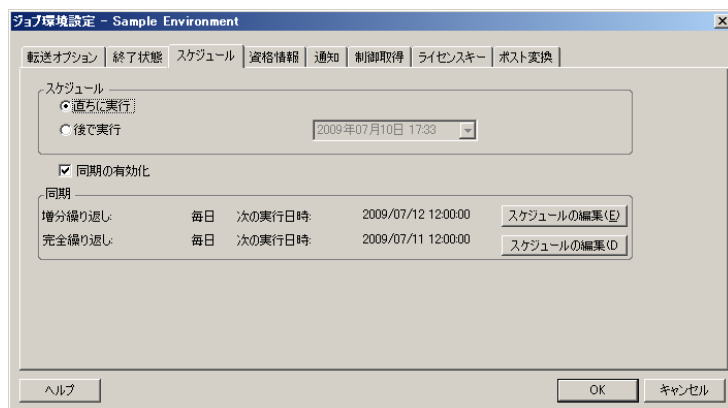 ジョブ環境設定 - Sample Environment
転送オプション 終了状態 スケジュール 資格情報 通知 制御取得 ライセンスキー ポスト変換
スケジュール
直ちに実行
後で実行 2009年07月10日 17:33
同期の有効化
同期
増分繰り返し: 毎日 次の実行日時: 2009/07/12 12:00:00 スケジュールの編集(E)
完全繰り返し: 毎日 次の実行日時: 2009/07/11 12:00:00 スケジュールの編集(D
ヘルプ OK キャンセル